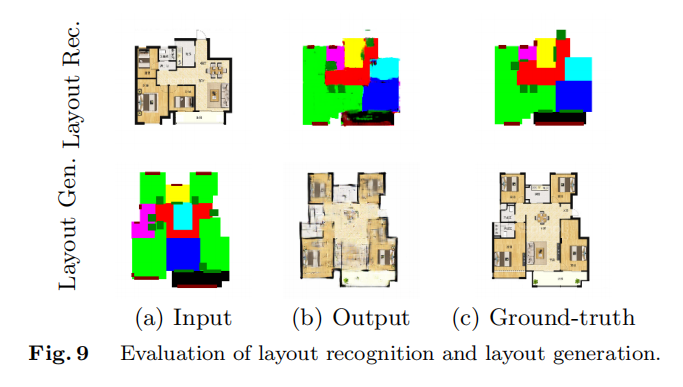 Layout Rec.
Layout Gen.
(a) Input (b) Output (c) Ground-truth
Fig. 9 Evaluation of layout recognition and layout generation.